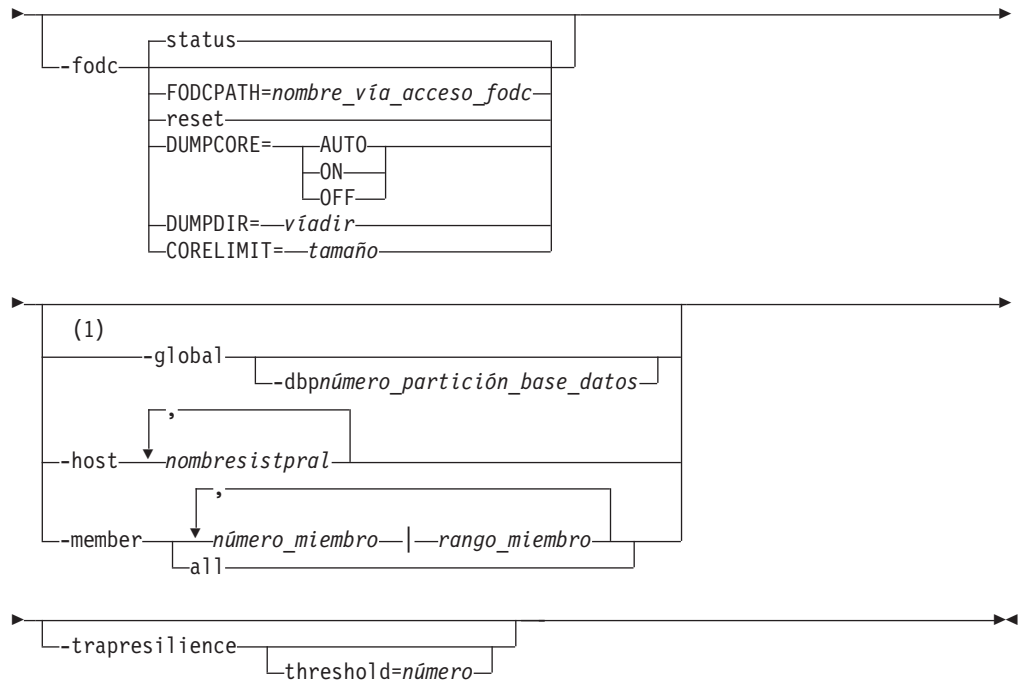 status
-fodc
FODCPATH=nombre_vía_acceso_fodc
reset
DUMPCORE= AUTO
ON
OFF
DUMPDIR= víadir
CORELIMIT= tamaño
(1)
-global
-dbpnúmero_partición_base_datos
,
-host nombresistpral
,
-member número_miembro | rango_miembro
all
-trapresilience
threshold=número